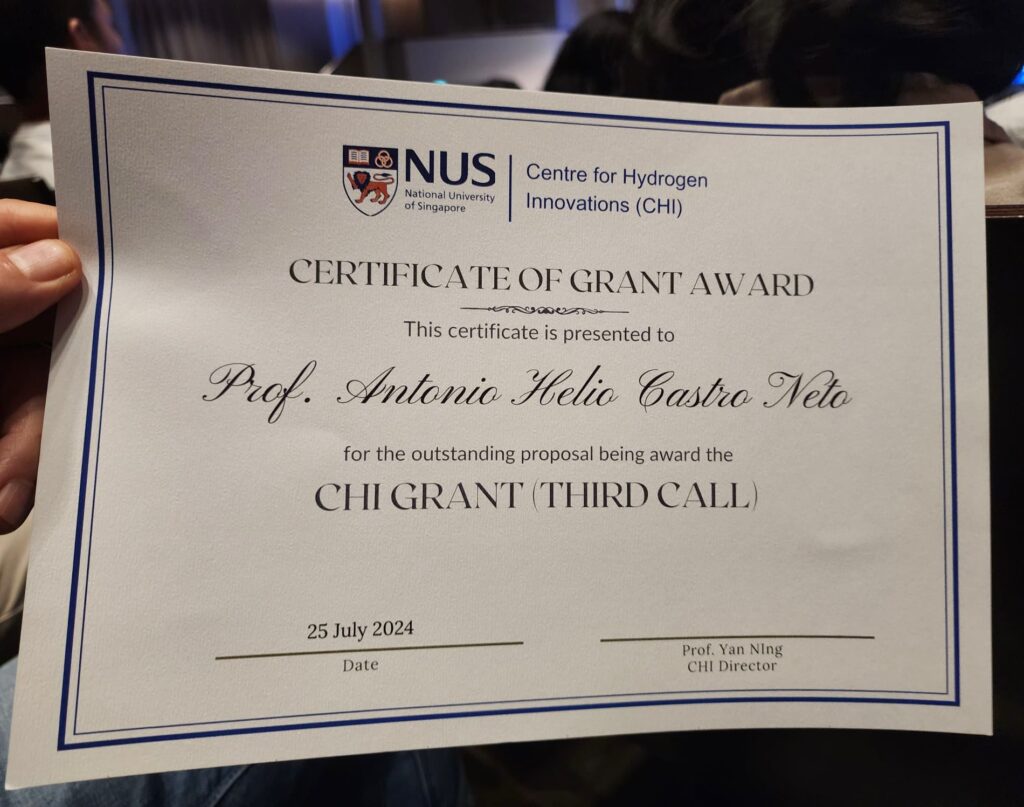 NUS
National University
of Singapore
Centre for Hydrogen
Innovations (CHI)
CERTIFICATE OF GRANT AWARD
This certificate is presented to
Prof. Antonio Helio Castro Neto
for the outstanding proposal being award the
CHI GRANT (THIRD CALL)
25 July 2024
Date
Prof. Yan NIng
CHI Director